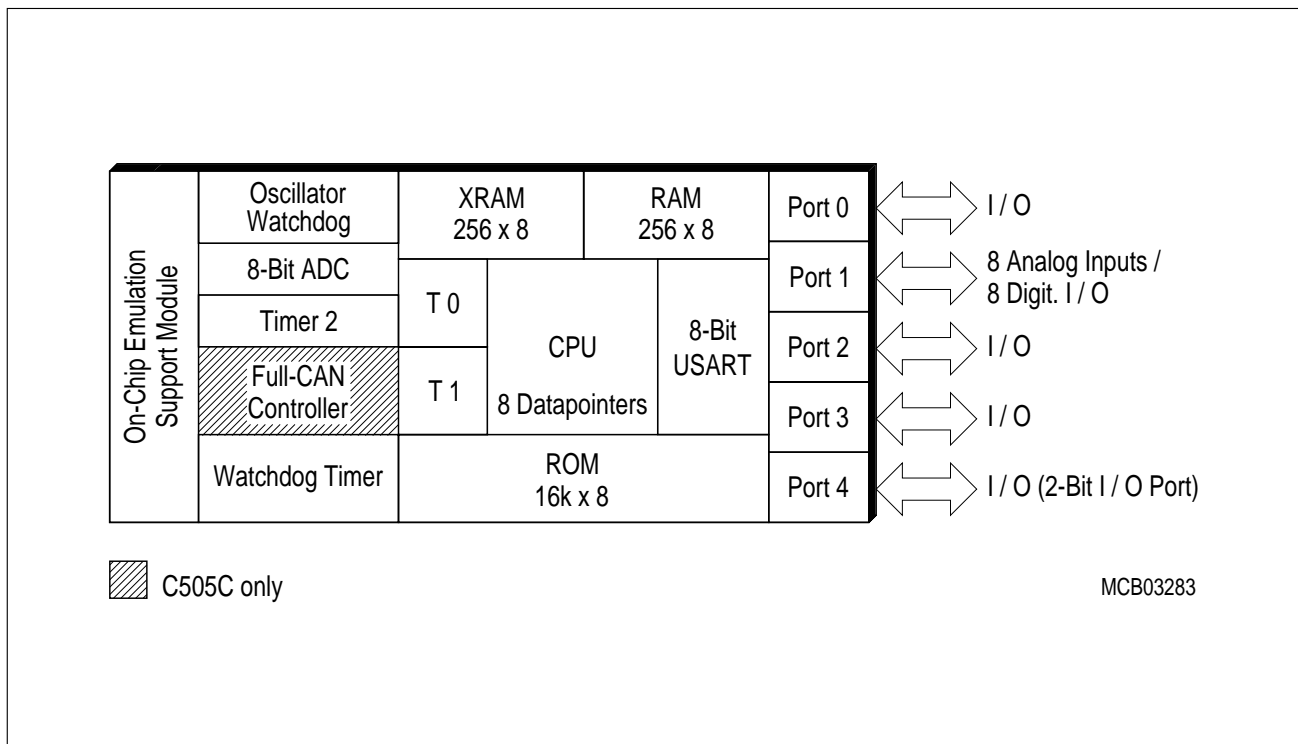 On-Chip Emulation
Support Module
Oscillator
Watchdog
8-Bit ADC
Timer 2
Full-CAN
Controller
Watchdog Timer
XRAM
256 x 8
RAM
256 x 8
T 0
T 1
CPU
8 Datapointers
8-Bit
USART
ROM
16k x 8
Port 0
I / O
Port 1
8 Analog Inputs /
8 Digit. I / O
Port 2
I / O
Port 3
I / O
Port 4
I / O (2-Bit I / O Port)
C505C only
MCB03283